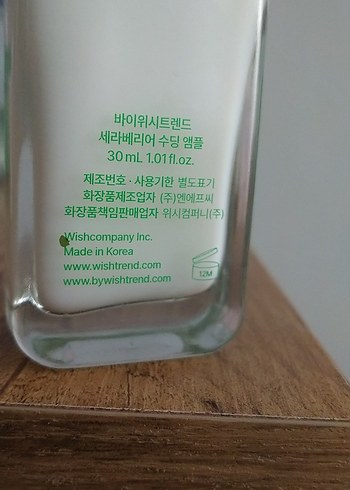 바이위시트렌드
세라베리어 수딩 앰플
30 mL 1.01 fl.oz.
제조번호 · 사용기한 별도표기
화장품제조업자 (주)엔에프씨
화장품책임판매업자 위시컴퍼니(주)
Wishcompany Inc.
Made in Korea
www.wishtrend.com
www.bywishtrend.com
12M